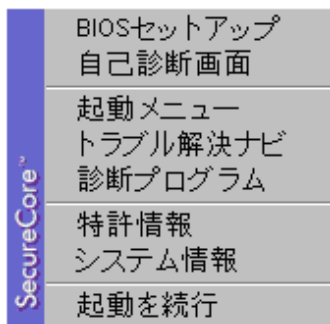 BIOSセットアップ
自己診断画面
起動メニュー
トラブル解決ナビ
診断プログラム
特許情報
システム情報
起動を続行
SecureCore™